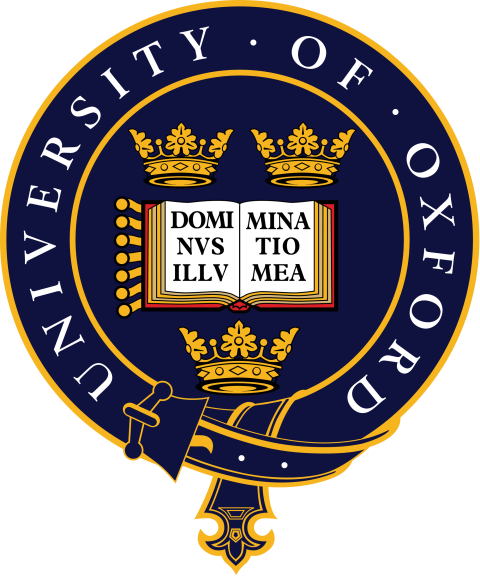 UNIVERSITY · OF · OXFORD
DOMI
NVS
ILLV
MINA
TIO
MEA